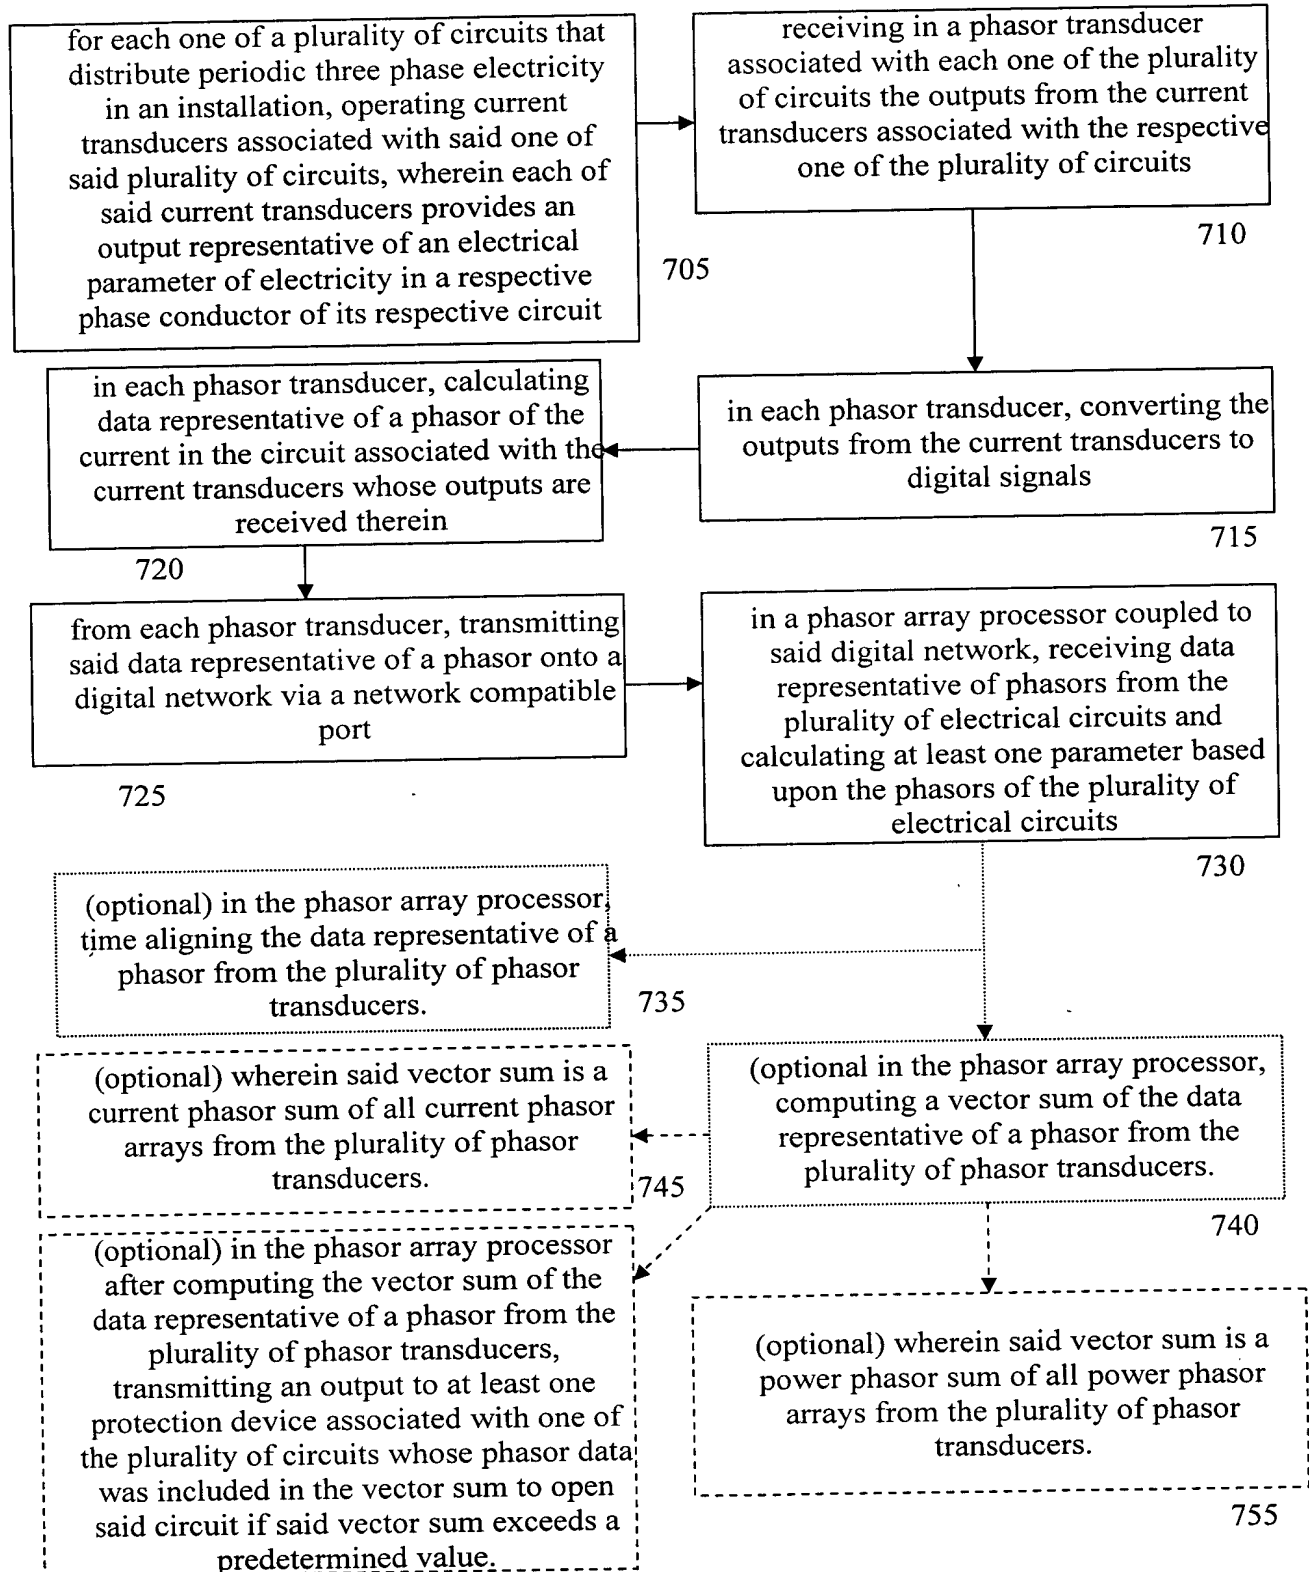 for each one of a plurality of circuits that
distribute periodic three phase electricity
in an installation, operating current
transducers associated with said one of
said plurality of circuits, wherein each of
said current transducers provides an
output representative of an electrical
parameter of electricity in a respective
phase conductor of its respective circuit
705
receiving in a phasor transducer
associated with each one of the plurality
of circuits the outputs from the current
transducers associated with the respective
one of the plurality of circuits
710
in each phasor transducer, converting the
outputs from the current transducers to
digital signals
715
in each phasor transducer, calculating
data representative of a phasor of the
current in the circuit associated with the
current transducers whose outputs are
received therein
720
from each phasor transducer, transmitting
said data representative of a phasor onto a
digital network via a network compatible
port
725
in a phasor array processor coupled to
said digital network, receiving data
representative of phasors from the
plurality of electrical circuits and
calculating at least one parameter based
upon the phasors of the plurality of
electrical circuits
730
(optional) in the phasor array processor,
time aligning the data representative of a
phasor from the plurality of phasor
transducers.
735
(optional in the phasor array processor,
computing a vector sum of the data
representative of a phasor from the
plurality of phasor transducers.
740
(optional) wherein said vector sum is a
current phasor sum of all current phasor
arrays from the plurality of phasor
transducers.
745
(optional) in the phasor array processor
after computing the vector sum of the
data representative of a phasor from the
plurality of phasor transducers,
transmitting an output to at least one
protection device associated with one of
the plurality of circuits whose phasor data
was included in the vector sum to open
said circuit if said vector sum exceeds a
predetermined value.
(optional) wherein said vector sum is a
power phasor sum of all power phasor
arrays from the plurality of phasor
transducers.
755